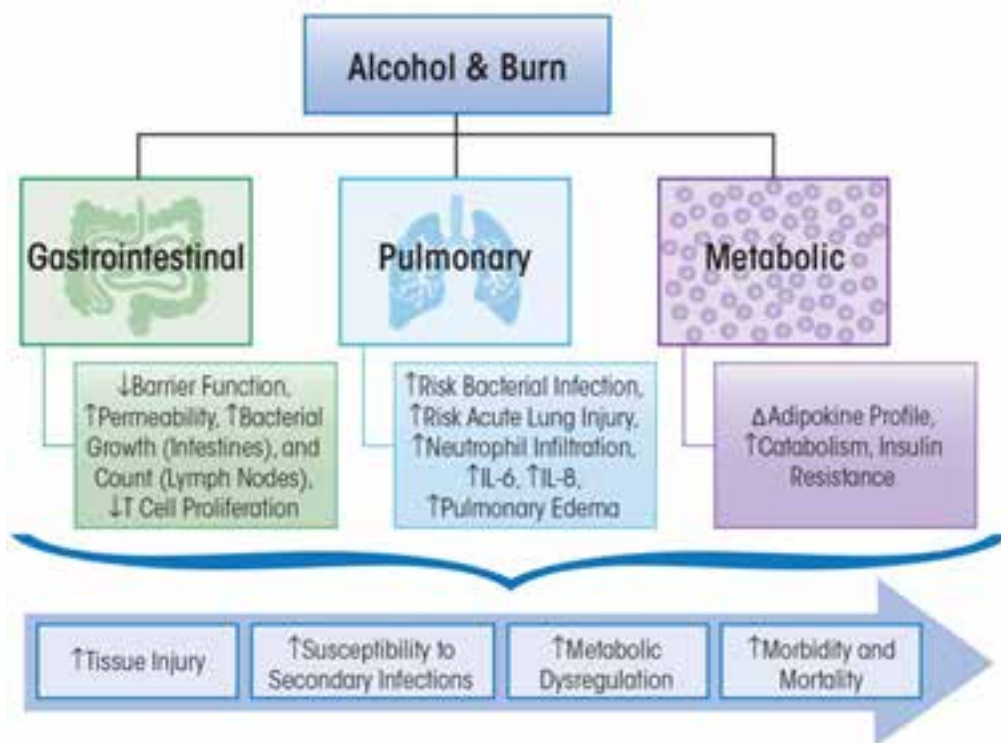 Alcohol & Burn
Gastrointestinal
Pulmonary
Metabolic
↓Barrier Function,
↑Permeability, ↑Bacterial
Growth (Intestines), and
Count (Lymph Nodes),
↓T Cell Proliferation
↑Risk Bacterial Infection,
↑Risk Acute Lung Injury,
↑Neutrophil Infiltration,
↑IL-6, ↑IL-8,
↑Pulmonary Edema
Δ Adipokine Profile,
↑Catabolism, Insulin
Resistance
↑Tissue Injury
↑Susceptibility to
Secondary Infections
↑Metabolic
Dysregulation
↑Morbidity and
Mortality